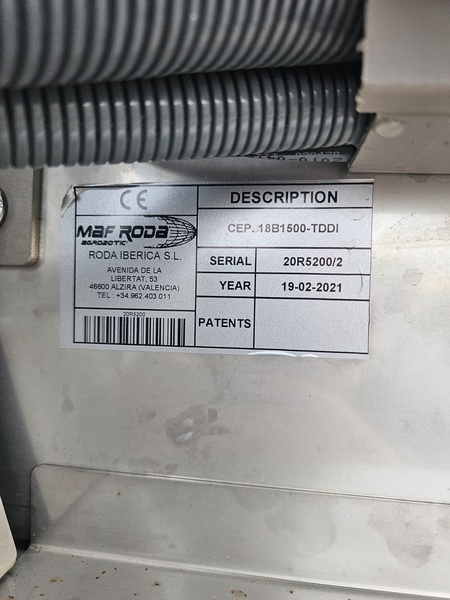 CE
MAF RODA
AGROBOTIC
RODA IBERICA S.L.
AVENIDA DE LA
LIBERTAT, 53
46600 ALZIRA (VALENCIA)
TEL : +34.962.403.011
20R5200
DESCRIPTION
CEP. 18B1500-TDDI
SERIAL 20R5200/2
YEAR 19-02-2021
PATENTS